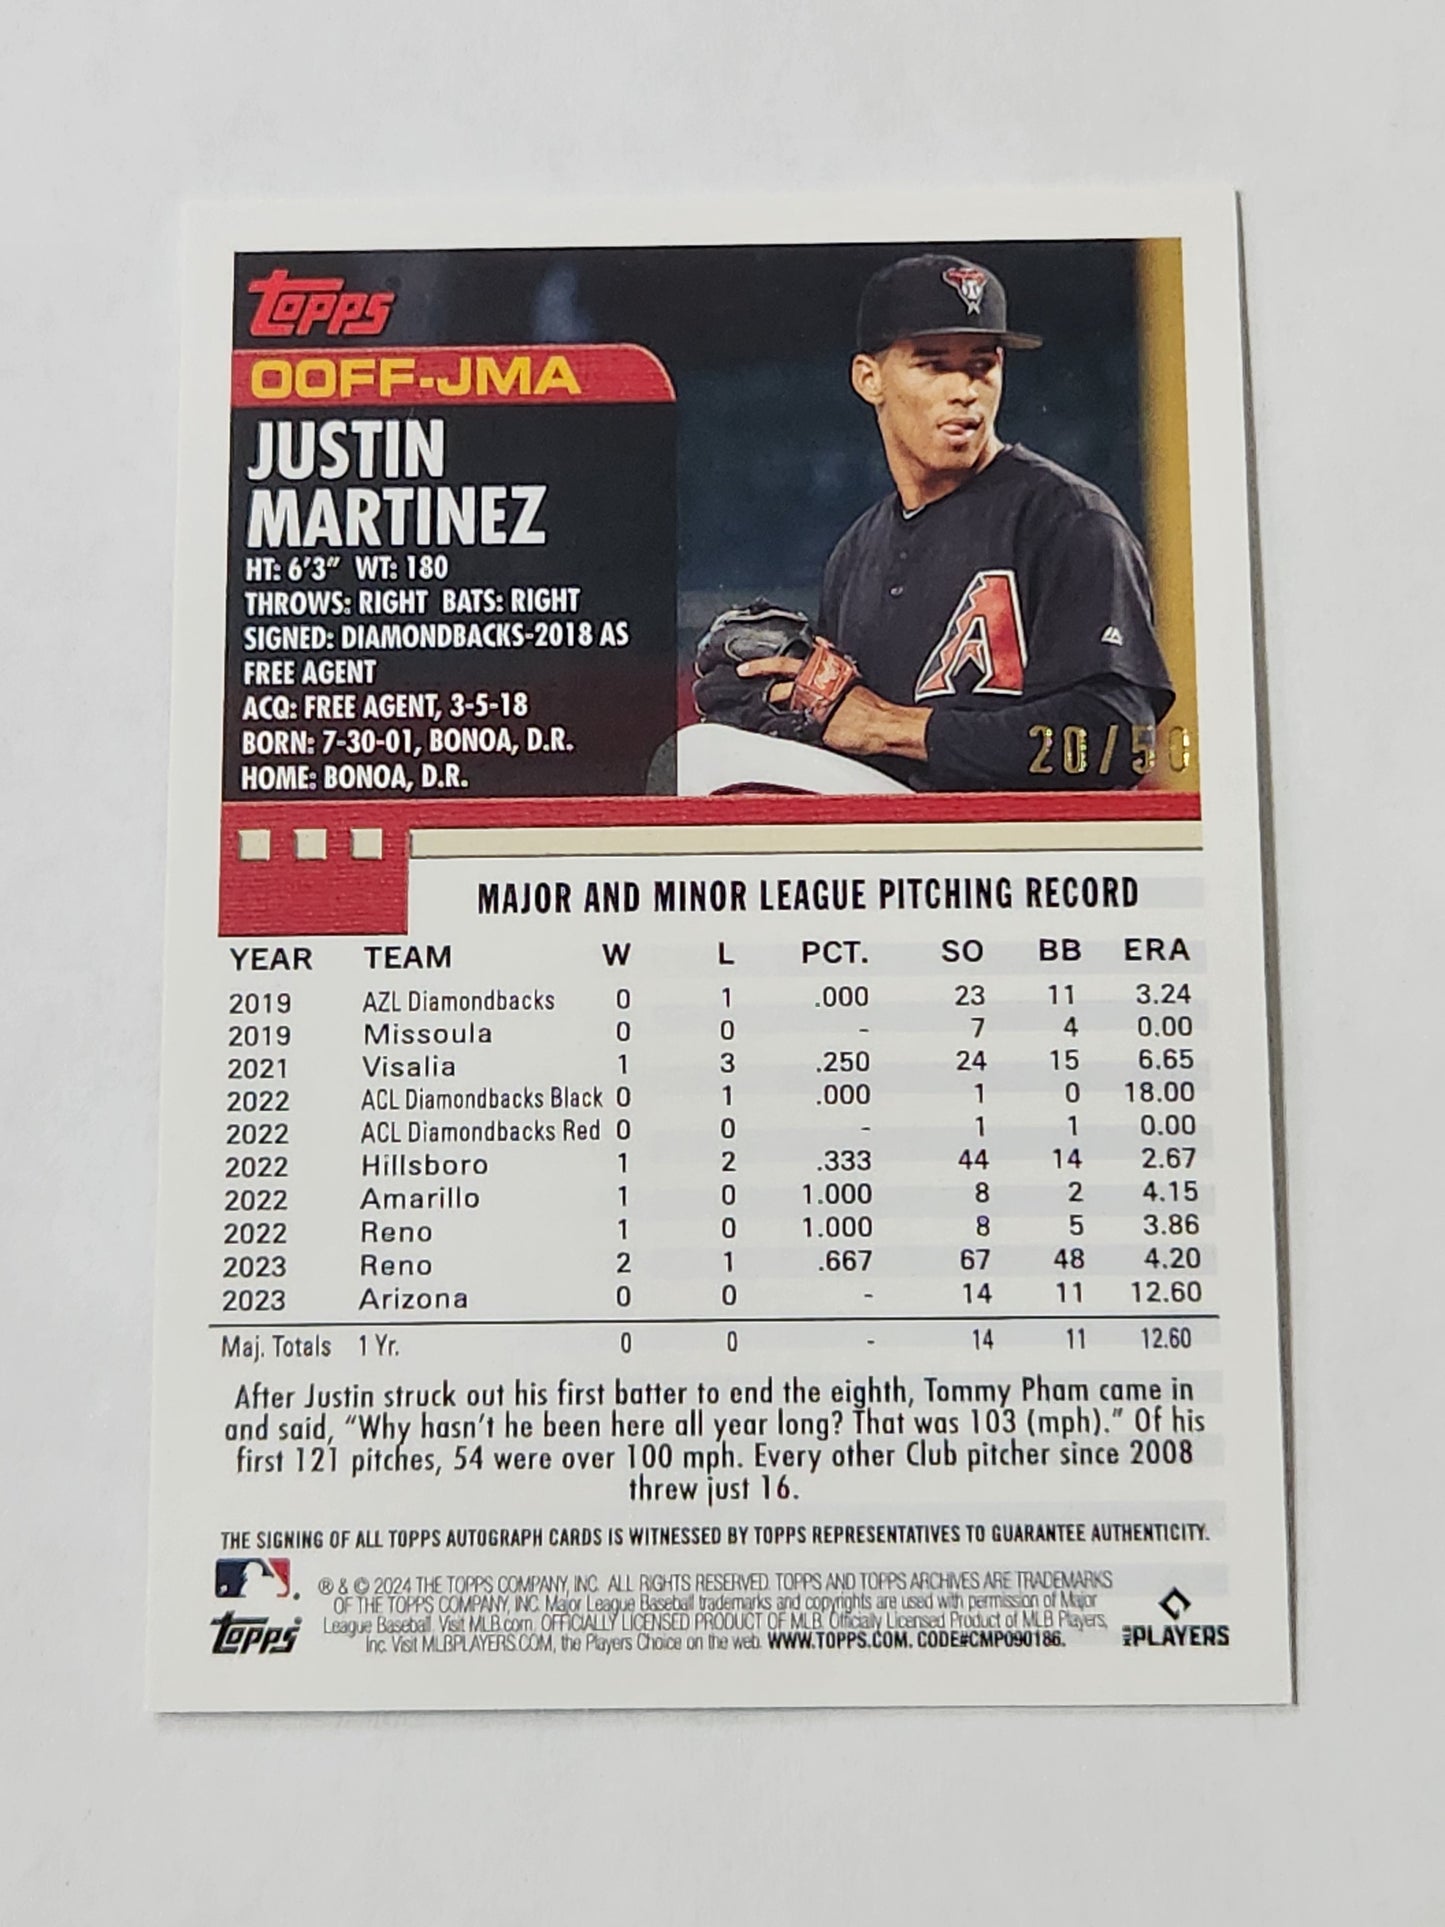 Topps
00FF-JMA
JUSTIN
MARTINEZ
HT: 6'3" WT: 180
THROWS: RIGHT BATS: RIGHT
SIGNED: DIAMONDBACKS-2018 AS
FREE AGENT
ACQ: FREE AGENT, 3-5-18
BORN: 7-30-01, BONOA, D.R.
HOME: BONOA, D.R.
A
20/50
MAJOR AND MINOR LEAGUE PITCHING RECORD
YEAR TEAM W L PCT. SO BB ERA
2019 AZL Diamondbacks 0 1 .000 23 11 3.24
2019 Missoula 0 0 - 7 4 0.00
2021 Visalia 1 3 .250 24 15 6.65
2022 ACL Diamondbacks Black 0 1 .000 1 0 18.00
2022 ACL Diamondbacks Red 0 0 - 1 1 0.00
2022 Hillsboro 1 2 .333 44 14 2.67
2022 Amarillo 1 0 1.000 8 2 4.15
2022 Reno 1 0 1.000 8 5 3.86
2023 Reno 2 1 .667 67 48 4.20
2023 Arizona 0 0 - 14 11 12.60
Maj. Totals 1 Yr. 0 0 - 14 11 12.60
After Justin struck out his first batter to end the eighth, Tommy Pham came in
and said, "Why hasn't he been here all year long? That was 103 (mph)." Of his
first 121 pitches, 54 were over 100 mph. Every other Club pitcher since 2008
threw just 16.
THE SIGNING OF ALL TOPPS AUTOGRAPH CARDS IS WITNESSED BY TOPPS REPRESENTATIVES TO GUARANTEE AUTHENTICITY.
® & © 2024 THE TOPPS COMPANY, INC. ALL RIGHTS RESERVED. TOPPS AND TOPPS ARCHIVES ARE TRADEMARKS
OF THE TOPPS COMPANY, INC. Major League Baseball trademarks and copyrights are used with permission of Major
League Baseball. Visit MLB.com. OFFICIALLY LICENSED PRODUCT OF MLB. Officially Licensed Product of MLB Players,
Inc. Visit MLBPLAYERS.COM, the Players Choice on the web. WWW.TOPPS.COM. CODE#CMP090186.
Topps
MLB PLAYERS